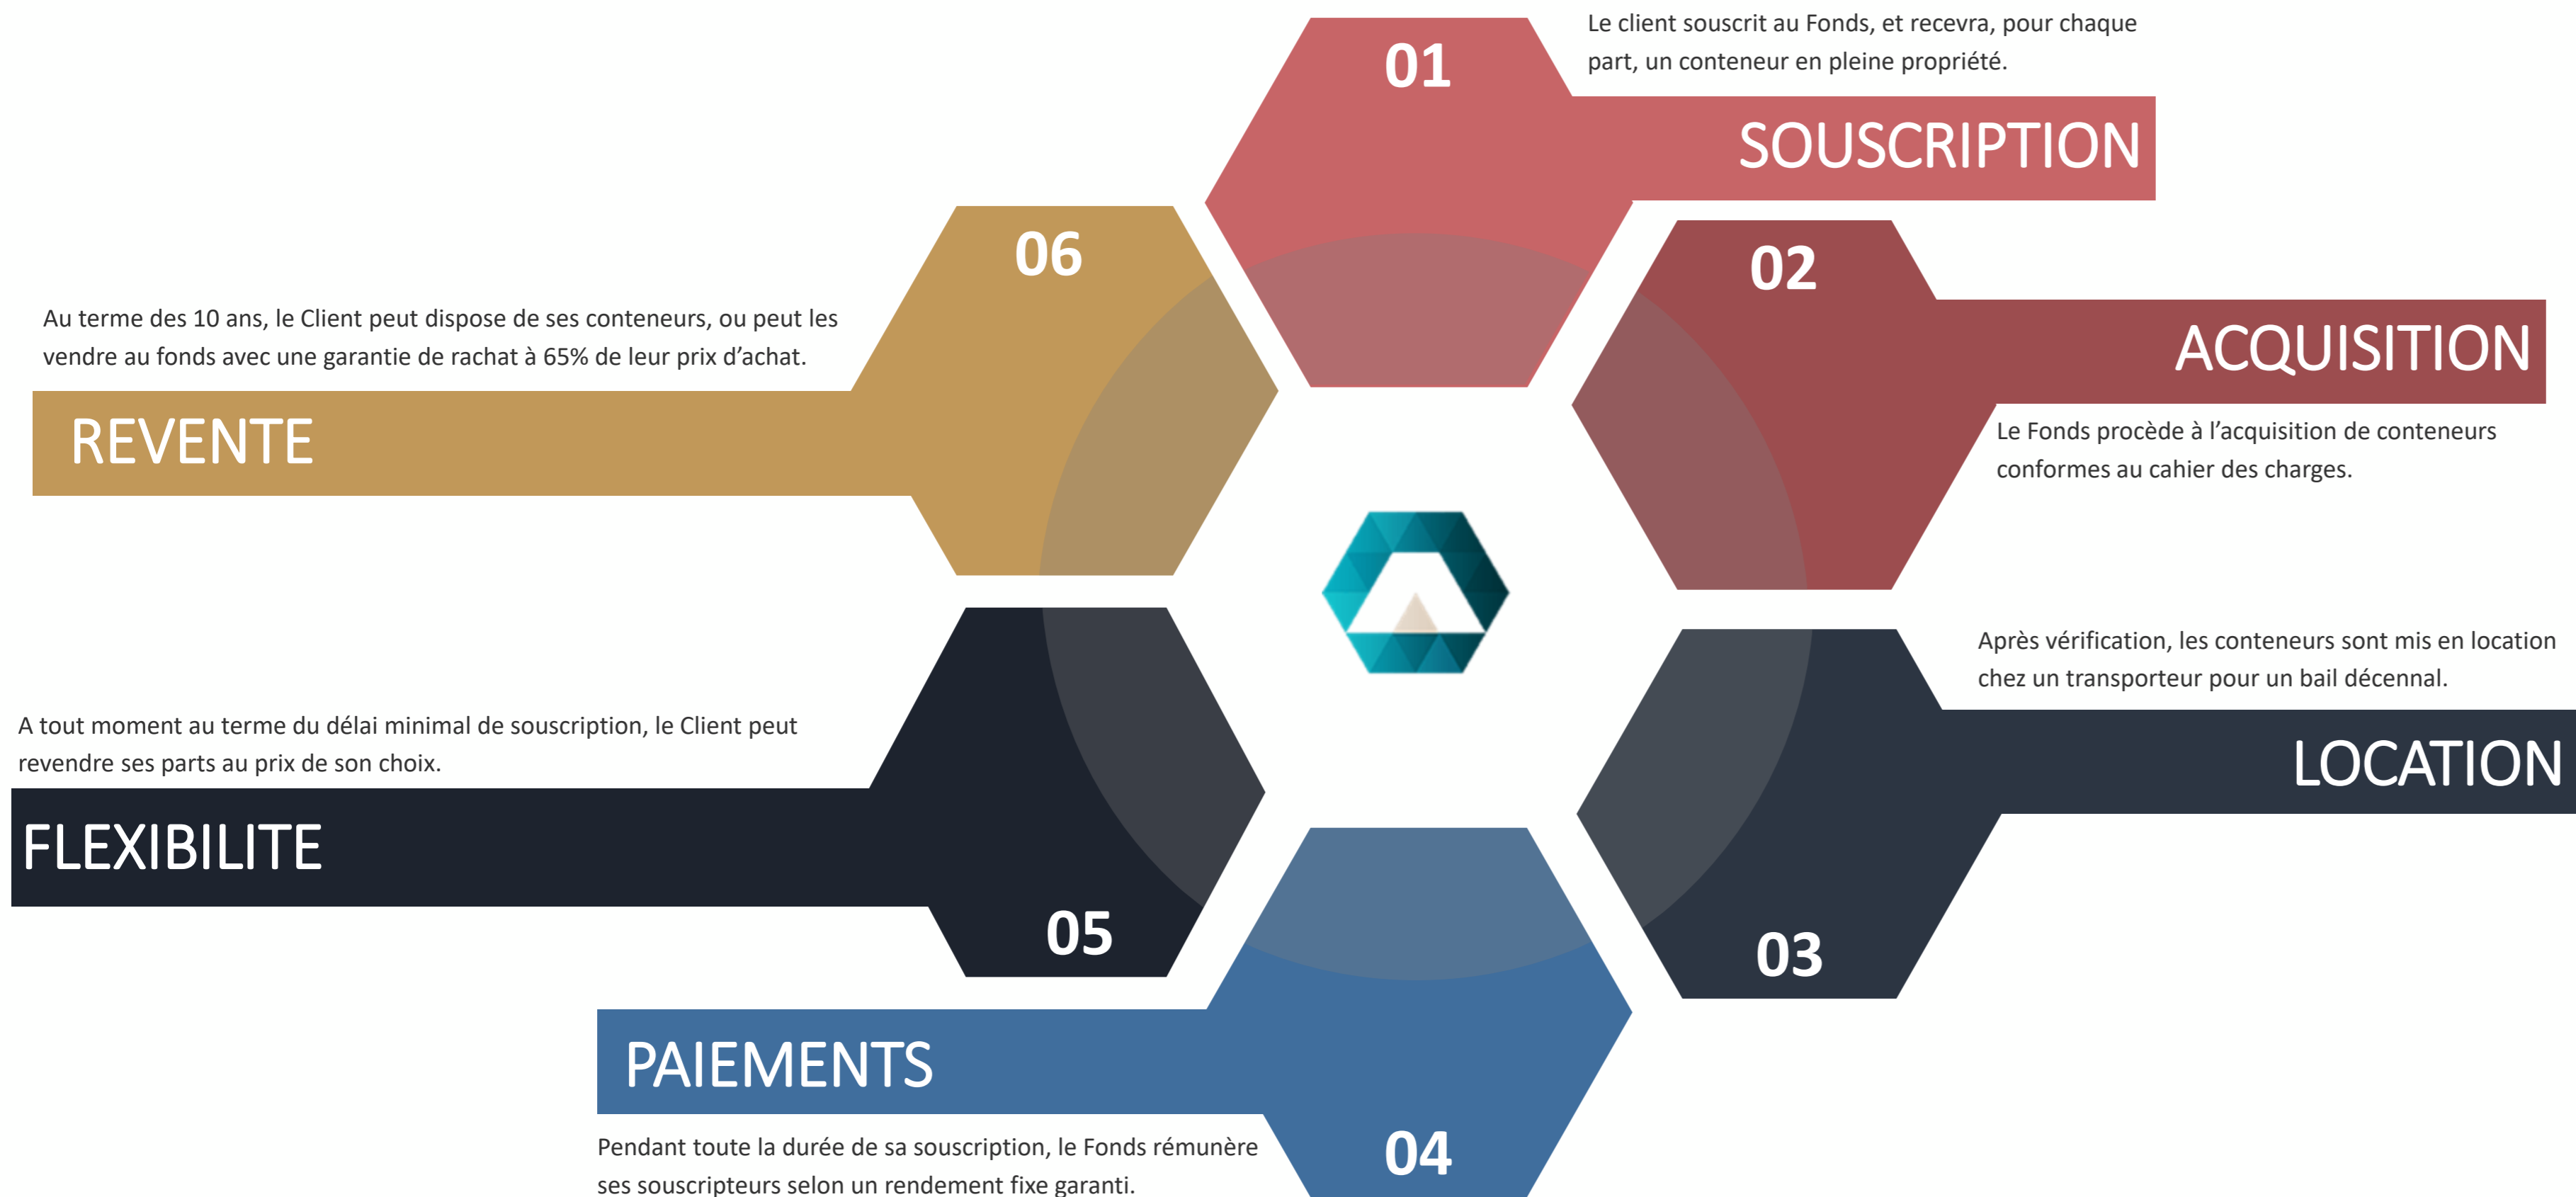 01
Le client souscrit au Fonds, et recevra, pour chaque
part, un conteneur en pleine propriété.
SOUSCRIPTION
02
ACQUISITION
Le Fonds procède à l'acquisition de conteneurs
conformes au cahier des charges.
Après vérification, les conteneurs sont mis en location
chez un transporteur pour un bail décennal.
LOCATION
03
PAIEMENTS
04
Pendant toute la durée de sa souscription, le Fonds rémunère
ses souscripteurs selon un rendement fixe garanti.
A tout moment au terme du délai minimal de souscription, le Client peut
revendre ses parts au prix de son choix.
FLEXIBILITE
05
06
Au terme des 10 ans, le Client peut dispose de ses conteneurs, ou peut les
vendre au fonds avec une garantie de rachat à 65% de leur prix d'achat.
REVENTE